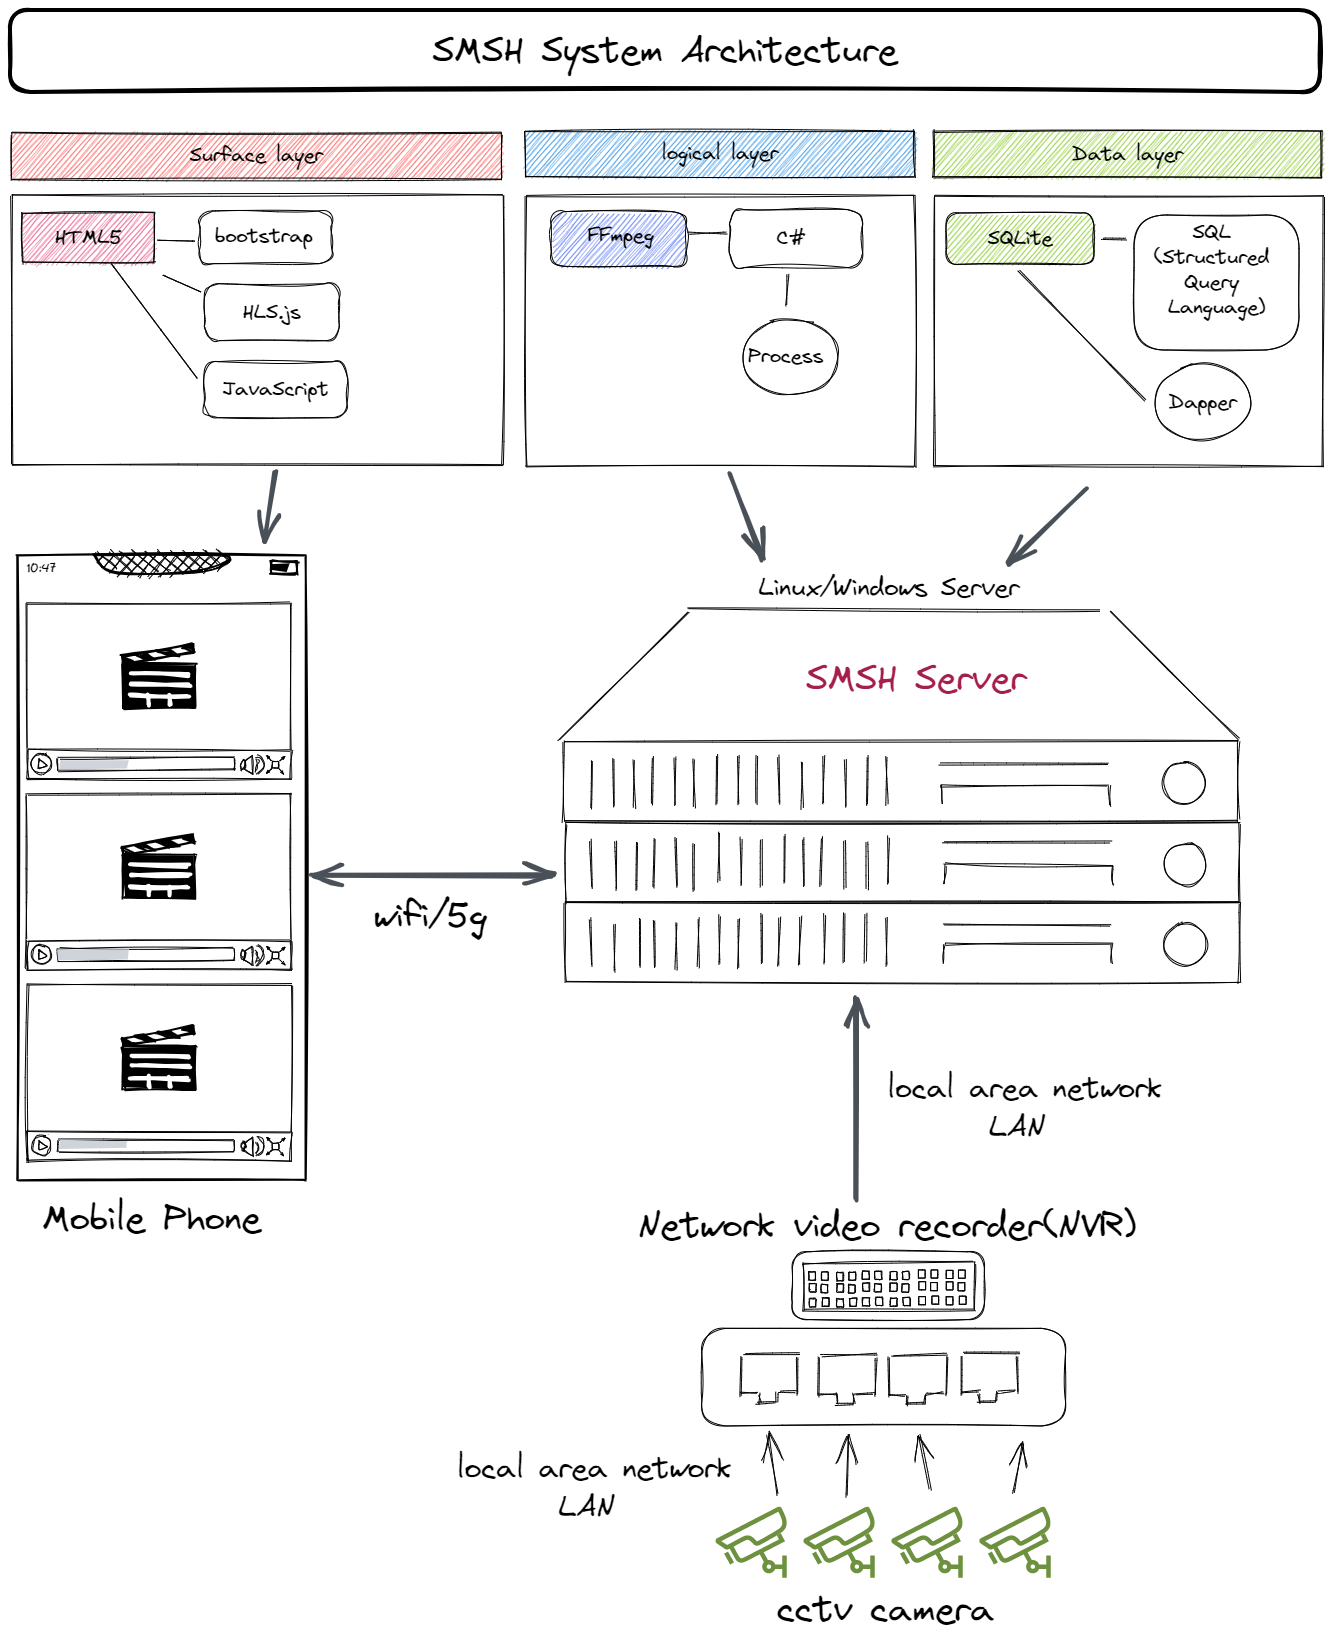 SMSH System Architecture
Surface layer
logical layer
Data layer
HTML5
bootstrap
HLS.js
JavaScript
FFmpeg
C#
Process
SQLite
SQL
(Structured
Query
Language)
Dapper
10:47
Mobile Phone
wifi/5g
Linux/Windows Server
SMSH Server
local area network
LAN
Network video recorder(NVR)
local area network
LAN
cctv camera